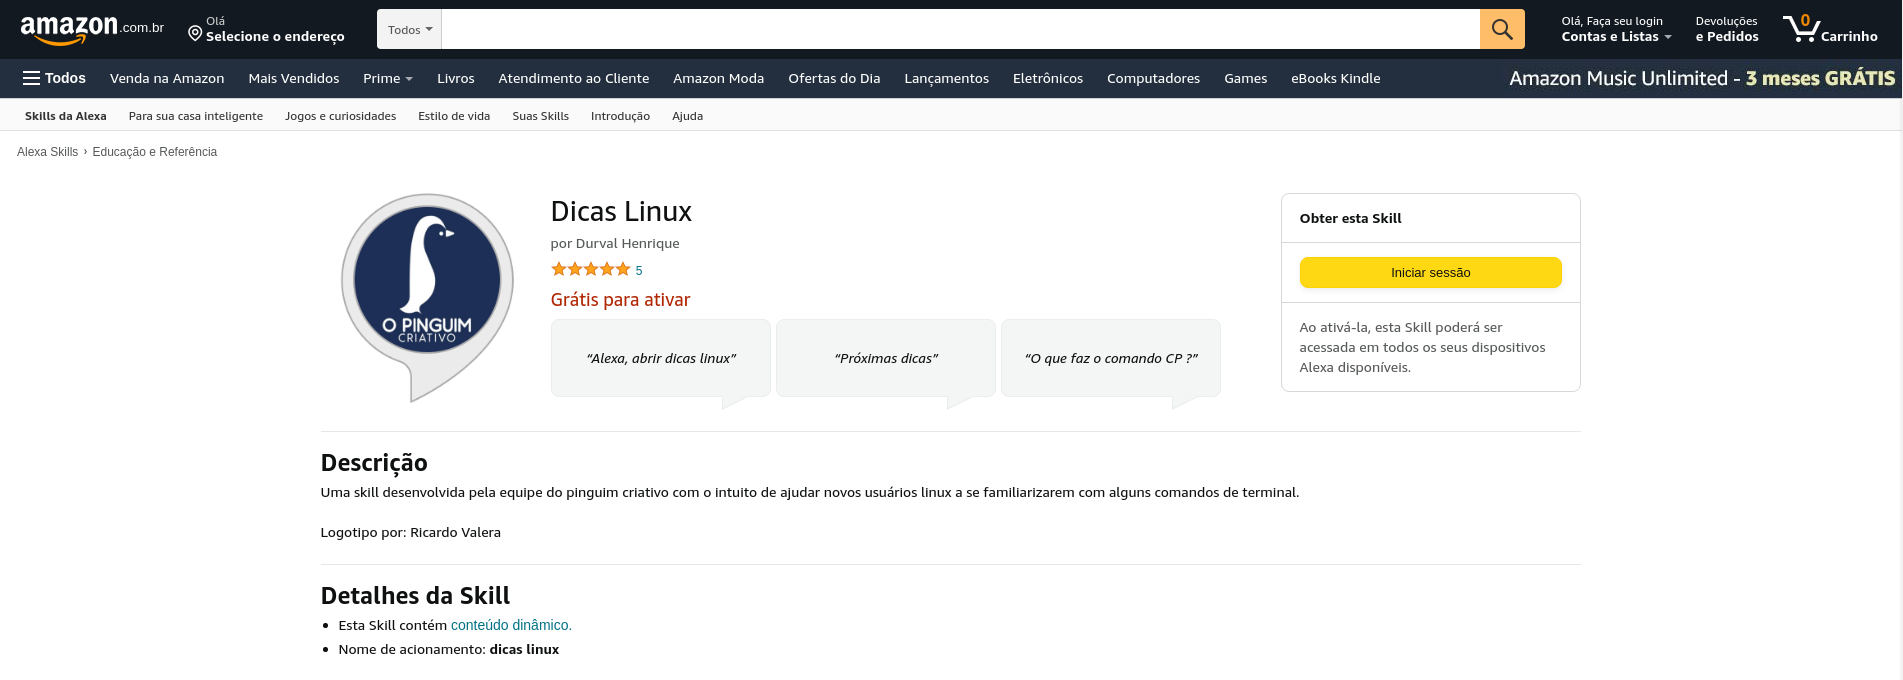 amazon.com.br
Olá
Selecione o endereço
Todos
Olá, Faça seu login
Contas e Listas
Devoluções
e Pedidos
0
Carrinho
Todos Venda na Amazon Mais Vendidos Prime Livros Atendimento ao Cliente Amazon Moda Ofertas do Dia Lançamentos Eletrônicos Computadores Games eBooks Kindle Amazon Music Unlimited - 3 meses GRÁTIS
Skills da Alexa Para sua casa inteligente Jogos e curiosidades Estilo de vida Suas Skills Introdução Ajuda
Alexa Skills › Educação e Referência
O PINGUIM
CRIATIVO
Dicas Linux
por Durval Henrique
5
Grátis para ativar
“Alexa, abrir dicas linux”
“Próximas dicas”
“O que faz o comando CP ?”
Obter esta Skill
Iniciar sessão
Ao ativá-la, esta Skill poderá ser
acessada em todos os seus dispositivos
Alexa disponíveis.
Descrição
Uma skill desenvolvida pela equipe do pinguim criativo com o intuito de ajudar novos usuários linux a se familiarizarem com alguns comandos de terminal.
Logotipo por: Ricardo Valera
Detalhes da Skill
• Esta Skill contém conteúdo dinâmico.
• Nome de acionamento: dicas linux